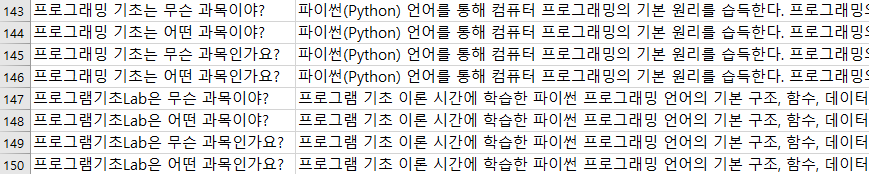 143 프로그래밍 기초는 무슨 과목이야? 파이썬(Python) 언어를 통해 컴퓨터 프로그래밍의 기본 원리를 습득한다. 프로그래밍의
144 프로그래밍 기초는 어떤 과목이야? 파이썬(Python) 언어를 통해 컴퓨터 프로그래밍의 기본 원리를 습득한다. 프로그래밍의
145 프로그래밍 기초는 무슨 과목인가요? 파이썬(Python) 언어를 통해 컴퓨터 프로그래밍의 기본 원리를 습득한다. 프로그래밍의
146 프로그래밍 기초는 어떤 과목인가요? 파이썬(Python) 언어를 통해 컴퓨터 프로그래밍의 기본 원리를 습득한다. 프로그래밍의
147 프로그램기초Lab은 무슨 과목이야? 프로그램 기초 이론 시간에 학습한 파이썬 프로그래밍 언어의 기본 구조, 함수, 데이터
148 프로그램기초Lab은 어떤 과목이야? 프로그램 기초 이론 시간에 학습한 파이썬 프로그래밍 언어의 기본 구조, 함수, 데이터
149 프로그램기초Lab은 무슨 과목인가요? 프로그램 기초 이론 시간에 학습한 파이썬 프로그래밍 언어의 기본 구조, 함수, 데이터
150 프로그램기초Lab은 어떤 과목인가요? 프로그램 기초 이론 시간에 학습한 파이썬 프로그래밍 언어의 기본 구조, 함수, 데이터